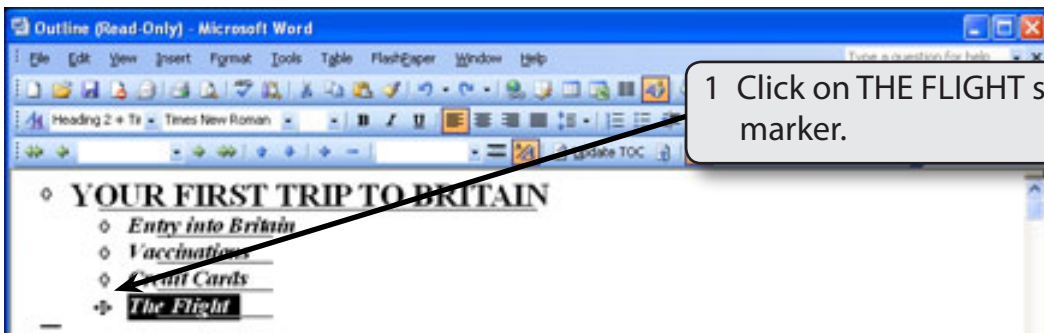 Outline (Read-Only) - Microsoft Word
File Edit View Insert Format Tools Table FlashPaper Window Help
Type a question for help
Heading 2 + Ti Times New Roman B I U
Update TOC
1 Click on THE FLIGHT s
marker.
YOUR FIRST TRIP TO BRITAIN
Entry into Britain
Vaccinations
Credit Cards
The Flight